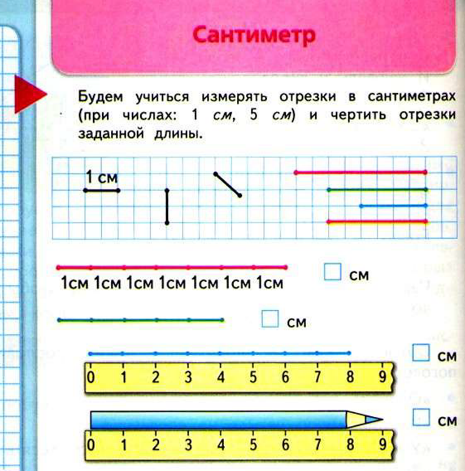 Сантиметр
Будем учиться измерять отрезки в сантиметрах
(при числах: 1 см, 5 см) и чертить отрезки
заданной длины.
1 см
см
1см 1см 1см 1см 1см 1см 1см
см
см
0 1 2 3 4 5 6 7 8 9
см
0 1 2 3 4 5 6 7 8 9